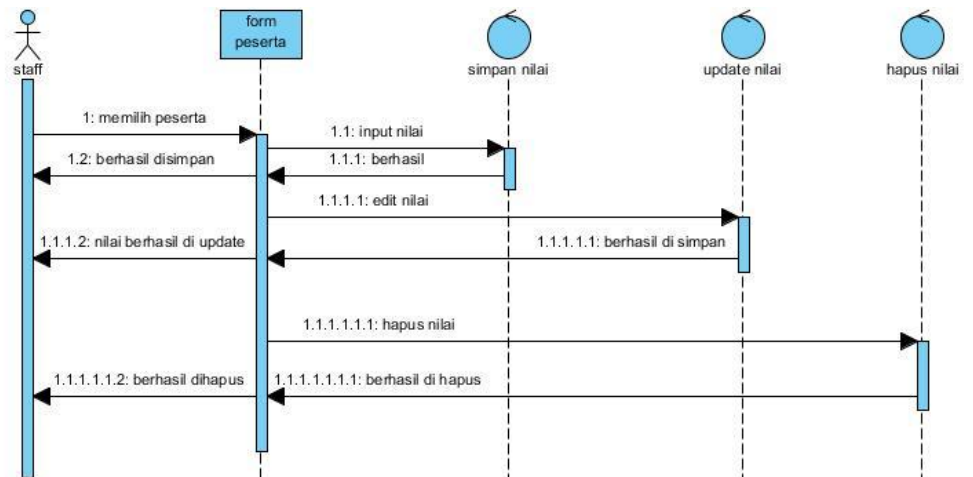 form
peserta
staff
simpan nilai
update nilai
hapus nilai
1: memilih peserta
1.1: input nilai
1.2: berhasil disimpan
1.1.1: berhasil
1.1.1.1: edit nilai
1.1.1.2: nilai berhasil di update
1.1.1.1.1: berhasil di simpan
1.1.1.1.1.1: hapus nilai
1.1.1.1.1.2: berhasil dihapus
1.1.1.1.1.1.1: berhasil di hapus